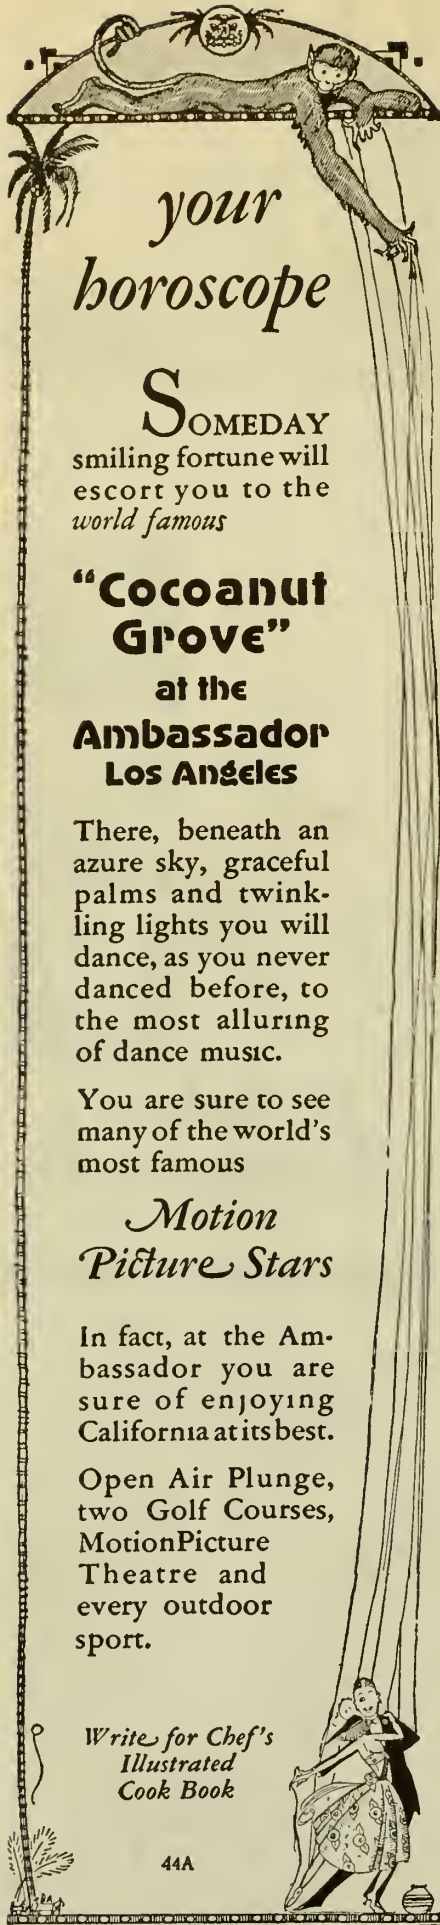 your
horoscope
SOMEDAY
smiling fortune will
escort you to the
world famous
"Cocoanut
Grove"
at the
Ambassador
Los Angeles
There, beneath an
azure sky, graceful
palms and twink-
ling lights you will
dance, as you never
danced before, to
the most alluring
of dance music.
You are sure to see
many of the world's
most famous
Motion
Picture Stars
In fact, at the Am-
bassador you are
sure of enjoying
California at its best.
Open Air Plunge,
two Golf Courses,
Motion Picture
Theatre and
every outdoor
sport.
Write for Chef's
Illustrated
Cook Book
44A